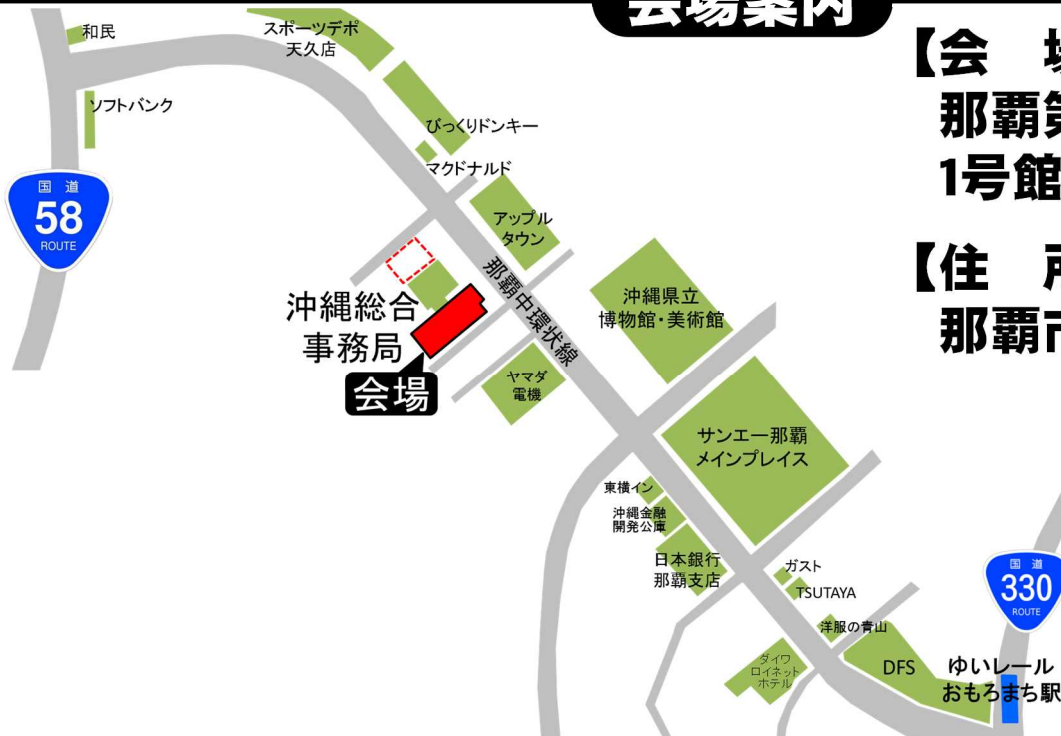 会場案内
和民
スポーツデポ
天久店
ソフトバンク
びっくりドンキー
マクドナルド
国道
58
ROUTE
アップル
タウン
那覇中環状線
沖縄県立
博物館・美術館
沖縄総合
事務局
会場
ヤマダ
電機
サンエー那覇
メインプレイス
東横イン
沖縄金融
開発公庫
日本銀行
那覇支店
ガスト
TSUTAYA
洋服の青山
ダイワ
ロイネット
ホテル
DFS
国道
330
ROUTE
ゆいレール
おもろまち駅
【会 場
那覇第
1号館
【住 所
那覇市